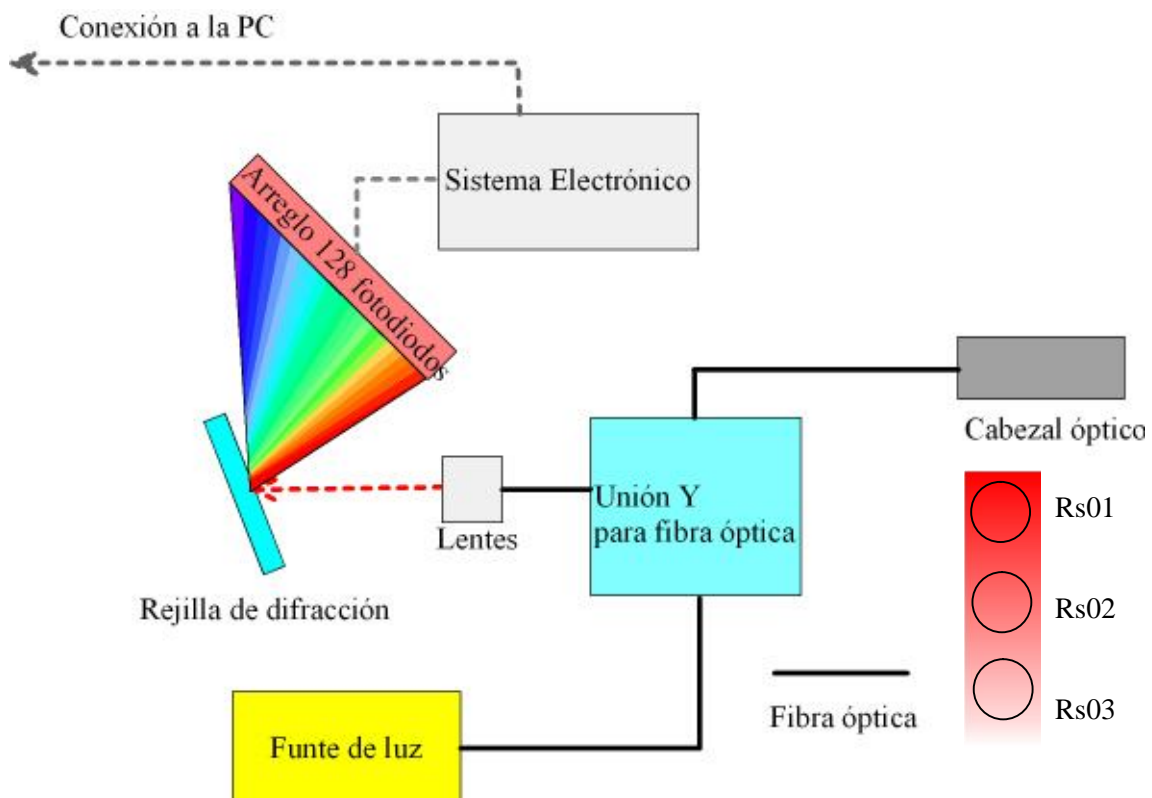 Conexión a la PC
Sistema Electrónico
Arreglo 128 fotodiodos
Cabezal óptico
Unión Y
para fibra óptica
Lentes
Rs01
Rejilla de difracción
Rs02
Fibra óptica
Rs03
Funte de luz